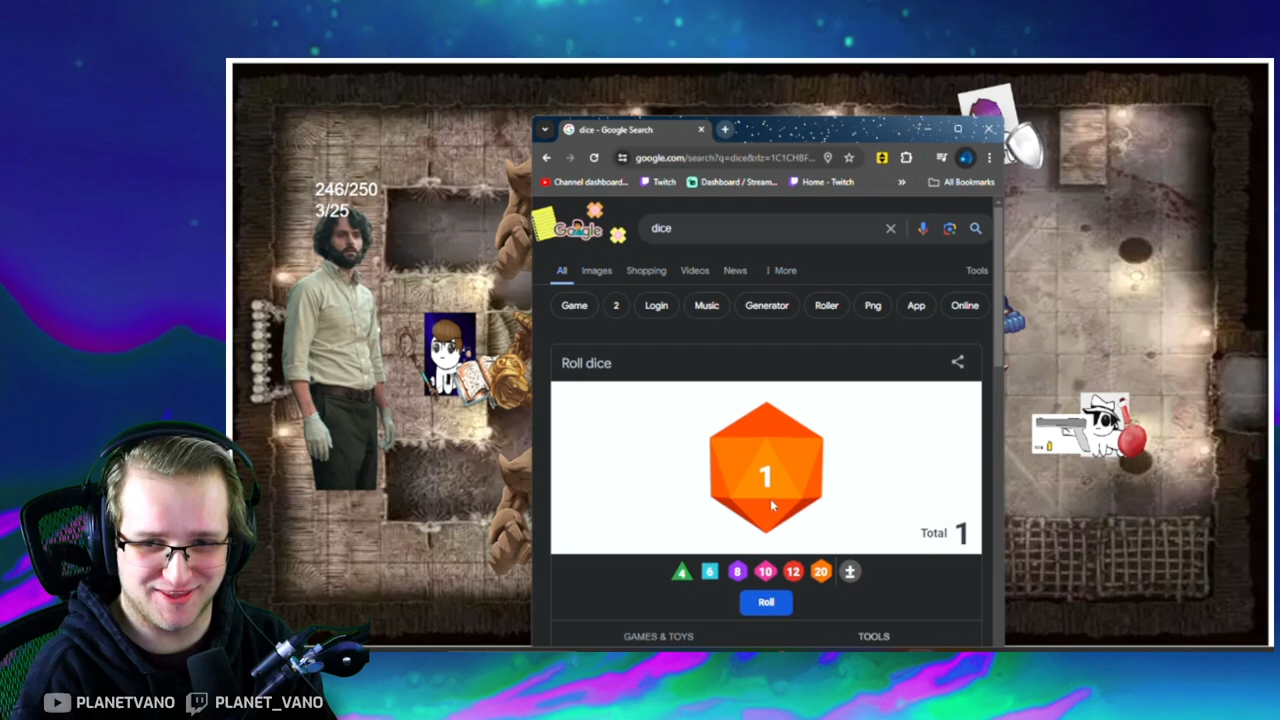 dice - Google Search
google.com/search?q=dice&rlz=1C1CHBF...
Channel dashboard... Twitch Dashboard / Stream... Home - Twitch » All Bookmarks
246/250
3/25
Google dice
All Images Shopping Videos News More Tools
Game 2 Login Music Generator Roller Png App Online
Roll dice
1
Total 1
4 6 8 10 12 20 ±
Roll
GAMES & TOYS TOOLS
PLANETVANO PLANET_VANO